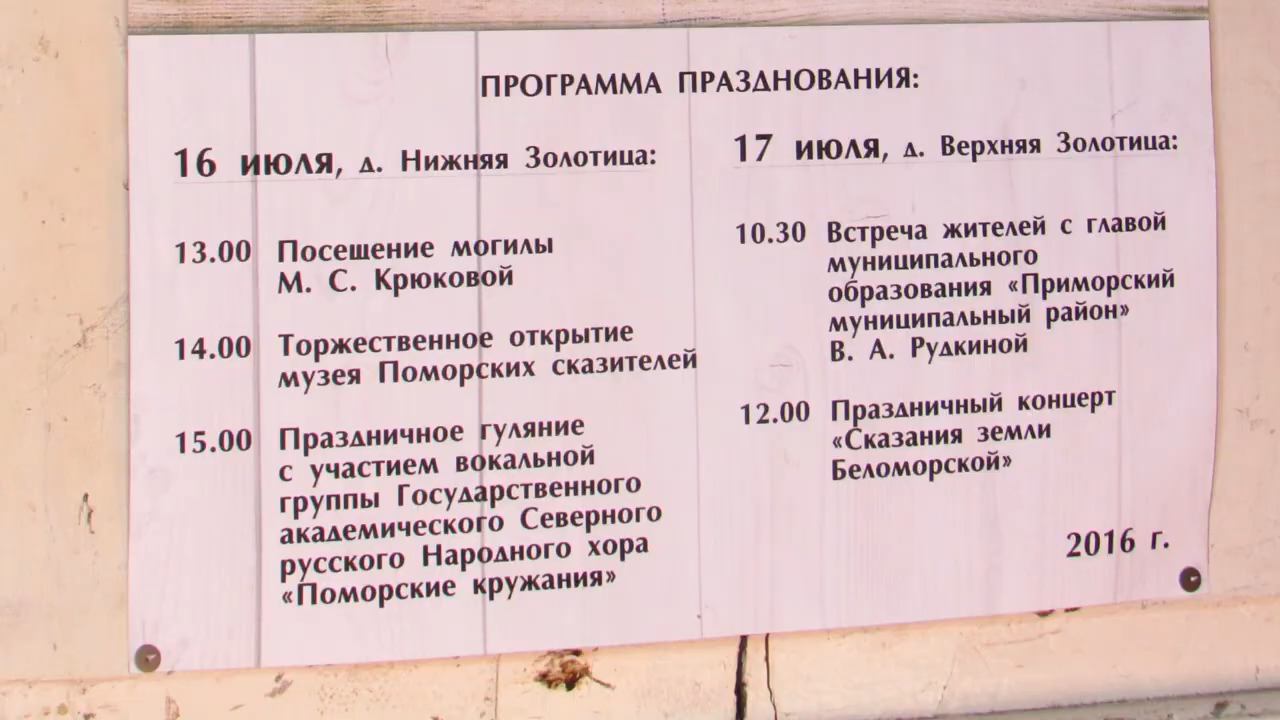 ПРОГРАММА ПРАЗДНОВАНИЯ:
16 ИЮЛЯ, д. Нижняя Золотица:
13.00 Посещение могилы
М. С. Крюковой
14.00 Торжественное открытие
музея Поморских сказителей
15.00 Праздничное гуляние
с участием вокальной
группы Государственного
академического Северного
русского Народного хора
«Поморские кружания»
17 ИЮЛЯ, д. Верхняя Золотица:
10.30 Встреча жителей с главой
муниципального
образования «Приморский
муниципальный район»
В. А. Рудкиной
12.00 Праздничный концерт
«Сказания земли
Беломорской»
2016 г.